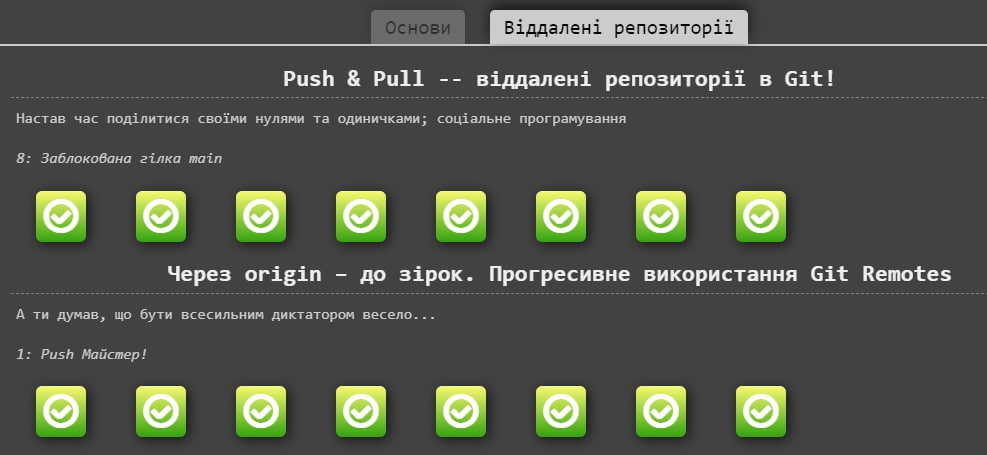 Основи Віддалені репозиторії
Push & Pull -- віддалені репозиторії в Git!
Настав час поділитися своїми нулями та одиничками; соціальне програмування
8: Заблокована гілка main
Через origin – до зірок. Прогресивне використання Git Remotes
А ти думав, що бути всесильним диктатором весело...
1: Push Майстер!